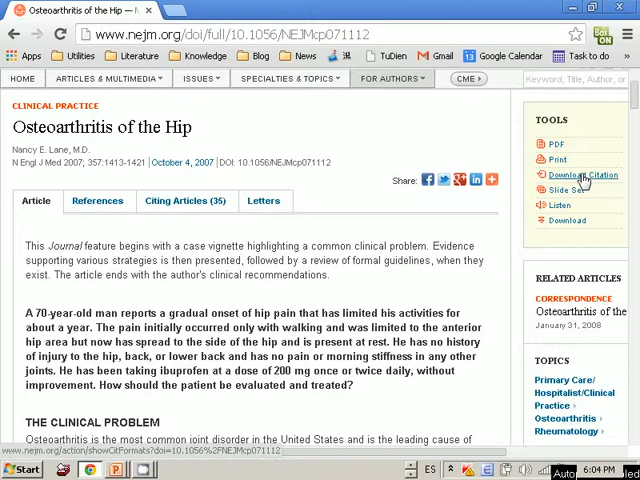 Osteoarthritis of the Hip —
www.nejm.org/doi/full/10.1056/NEJMcp071112
Apps Utilities Literature Knowledge Blog News TuDien Gmail Google Calendar Task to do
HOME ARTICLES & MULTIMEDIA ISSUES SPECIALTIES & TOPICS FOR AUTHORS CME Keyword, Title, Author, or
CLINICAL PRACTICE
Osteoarthritis of the Hip
Nancy E. Lane, M.D.
N Engl J Med 2007; 357:1413-1421 | October 4, 2007 | DOI: 10.1056/NEJMcp071112
Share:
Article References Citing Articles (35) Letters
This Journal feature begins with a case vignette highlighting a common clinical problem. Evidence
supporting various strategies is then presented, followed by a review of formal guidelines, when they
exist. The article ends with the author's clinical recommendations.
A 70-year-old man reports a gradual onset of hip pain that has limited his activities for
about a year. The pain initially occurred only with walking and was limited to the anterior
hip area but now has spread to the side of the hip and is present at rest. He has no history
of injury to the hip, back, or lower back and has no pain or morning stiffness in any other
joints. He has been taking ibuprofen at a dose of 200 mg once or twice daily, without
improvement. How should the patient be evaluated and treated?
THE CLINICAL PROBLEM
Osteoarthritis is the most common joint disorder in the United States and is the leading cause of
TOOLS
PDF
Print
Download Citation
Slide Set
Listen
Download
RELATED ARTICLES
CORRESPONDENCE
Osteoarthritis of the
January 31, 2008
TOPICS
Primary Care/
Hospitalist/Clinical
Practice
Osteoarthritis
Rheumatology
www.nejm.org/action/showCitFormats?doi=10.1056%2FNEJMcp071112
Start ES 6:04 PM